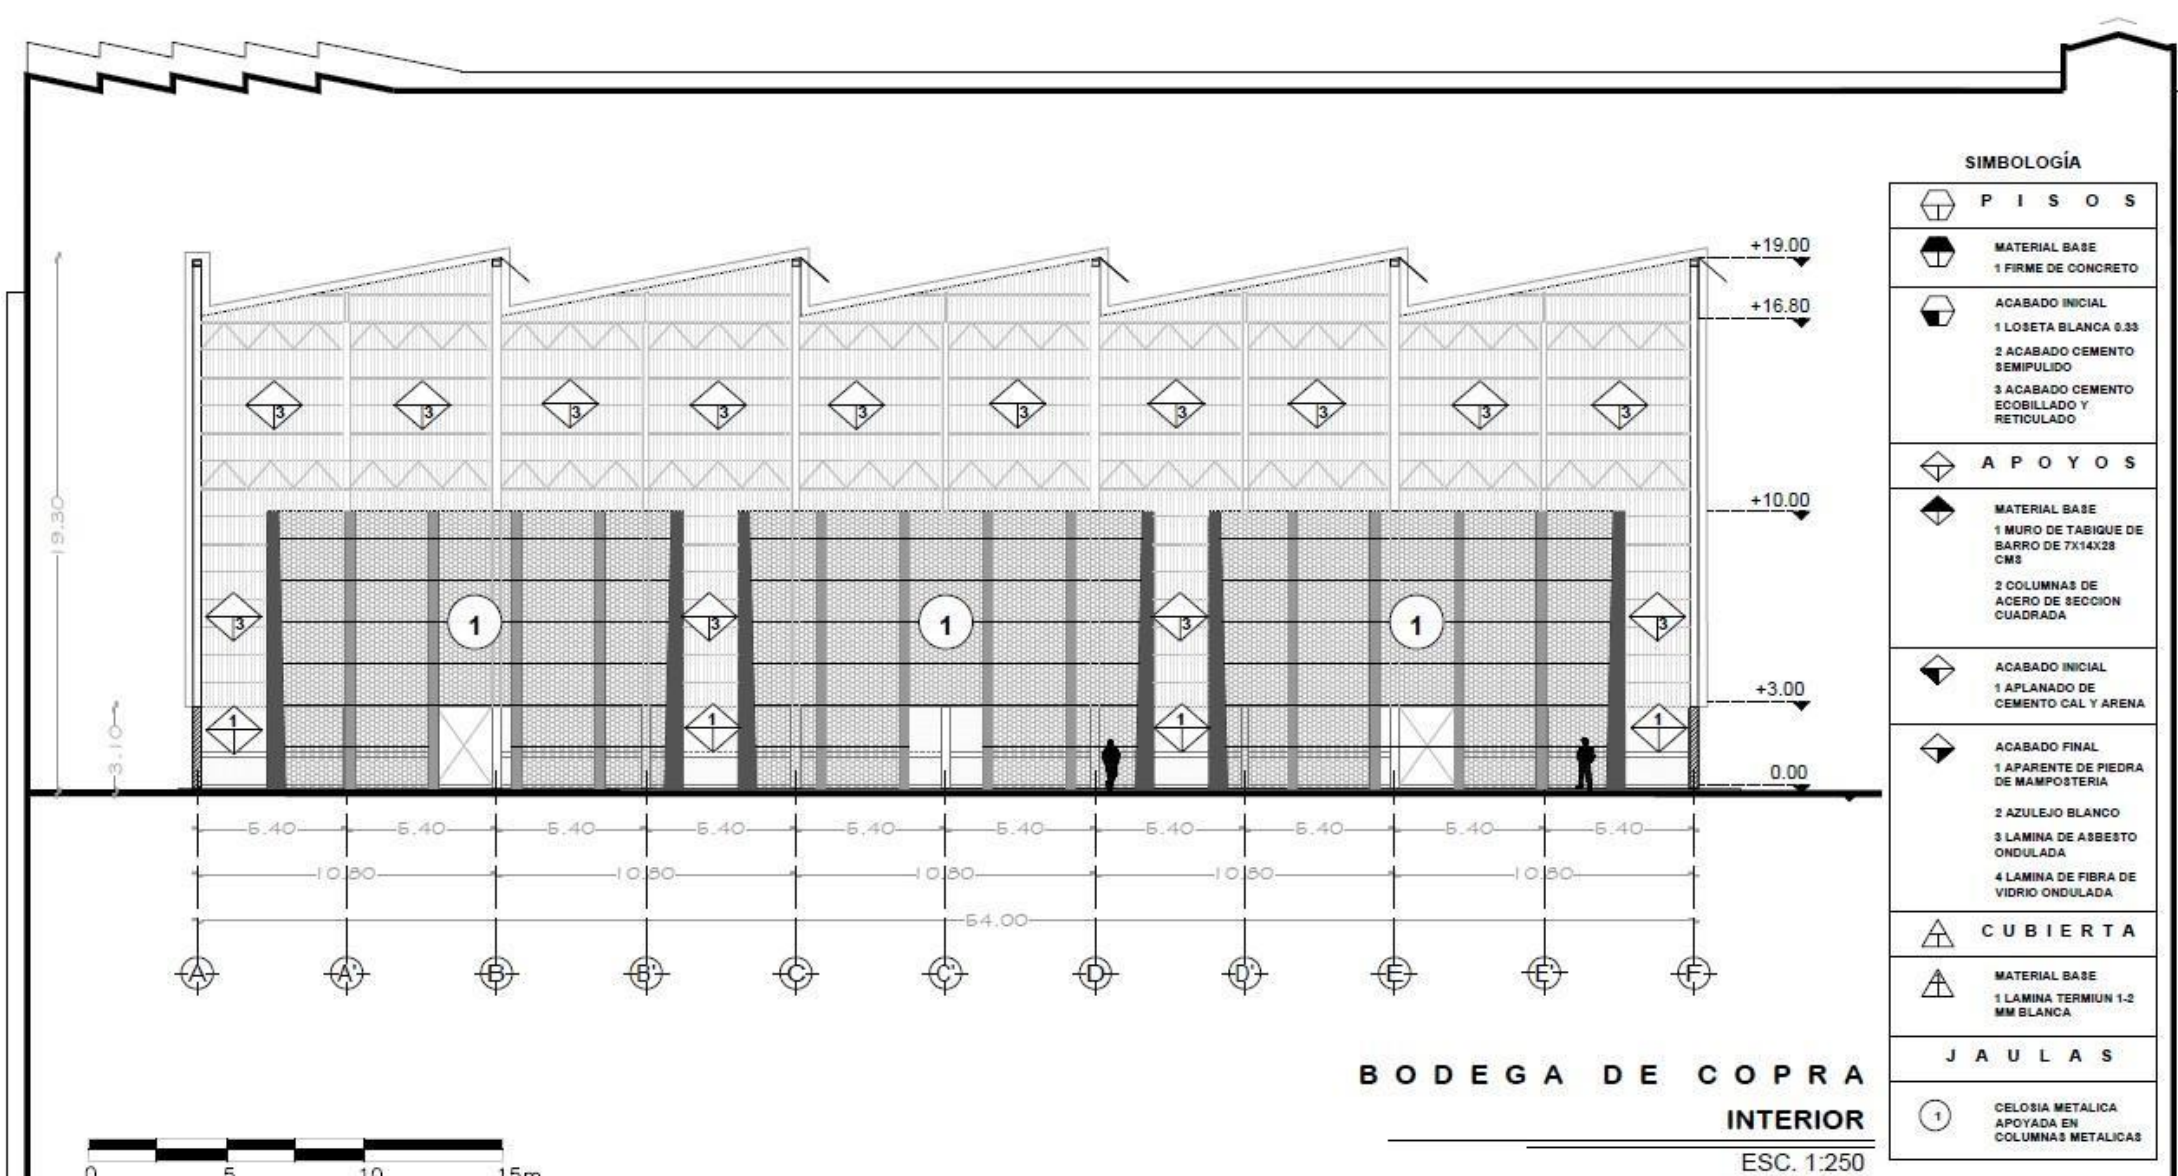 SIMBOLOGÍA
P I S O S
MATERIAL BASE
1 FIRME DE CONCRETO
ACABADO INICIAL
1 LOSETA BLANCA 0.33
2 ACABADO CEMENTO
SEMIPULIDO
3 ACABADO CEMENTO
ECOBILLADO Y
RETICULADO
A P O Y O S
MATERIAL BASE
1 MURO DE TABIQUE DE
BARRO DE 7X14X28
CMS
2 COLUMNAS DE
ACERO DE SECCION
CUADRADA
ACABADO INICIAL
1 APLANADO DE
CEMENTO CAL Y ARENA
ACABADO FINAL
1 APARENTE DE PIEDRA
DE MAMPOSTERIA
2 AZULEJO BLANCO
3 LAMINA DE ASBESTO
ONDULADA
4 LAMINA DE FIBRA DE
VIDRIO ONDULADA
C U B I E R T A
MATERIAL BASE
1 LAMINA TERMIUN 1-2
MM BLANCA
J A U L A S
1
CELOSIA METALICA
APOYADA EN
COLUMNAS METALICAS
+19.00
+16.80
+10.00
+3.00
0.00
19.30
3.10
3 3 3 3 3 3 3 3 3 3
3 3 3 3
1 1 1
1 1 1 1
5.40 5.40 5.40 5.40 5.40 5.40 5.40 5.40 5.40 5.40
10.80 10.80 10.80 10.80 10.80
54.00
A A' B B' C C' D D' E E' F
BODEGA DE COPRA
INTERIOR
ESC. 1:250
0 5 10 15m